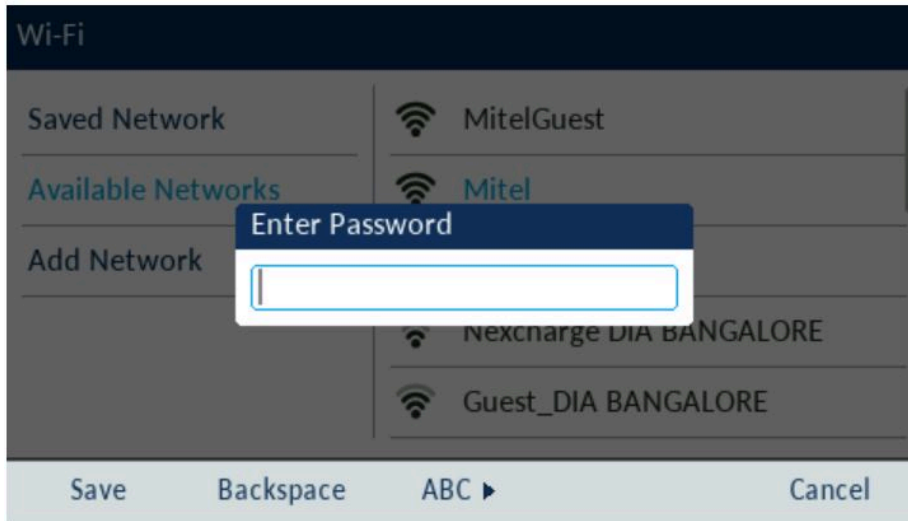 Wi-Fi
Saved Network
Available Networks
Add Network
MitelGuest
Mitel
Nexcharge DIA BANGALORE
Guest_DIA BANGALORE
Enter Password
Save Backspace ABC ▶ Cancel